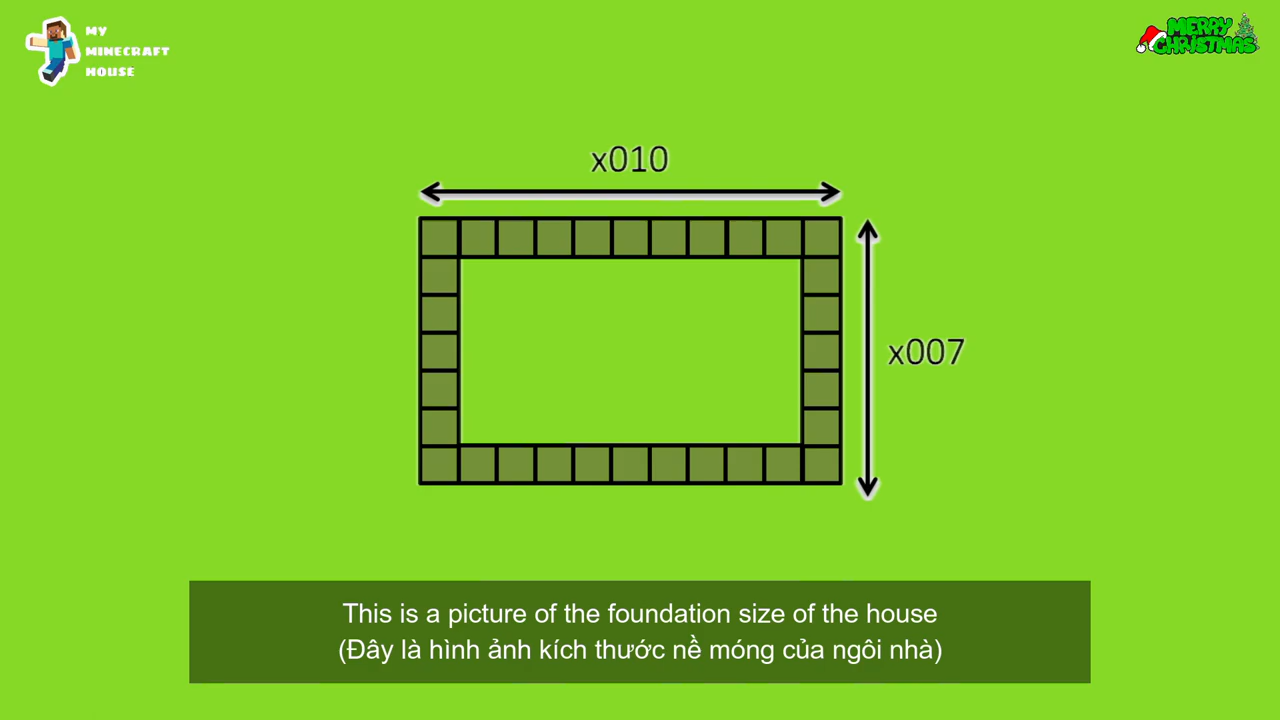 MY
MINECRAFT
HOUSE
MERRY
CHRISTMAS
x010
x007
This is a picture of the foundation size of the house
(Đây là hình ảnh kích thước nề móng của ngôi nhà)